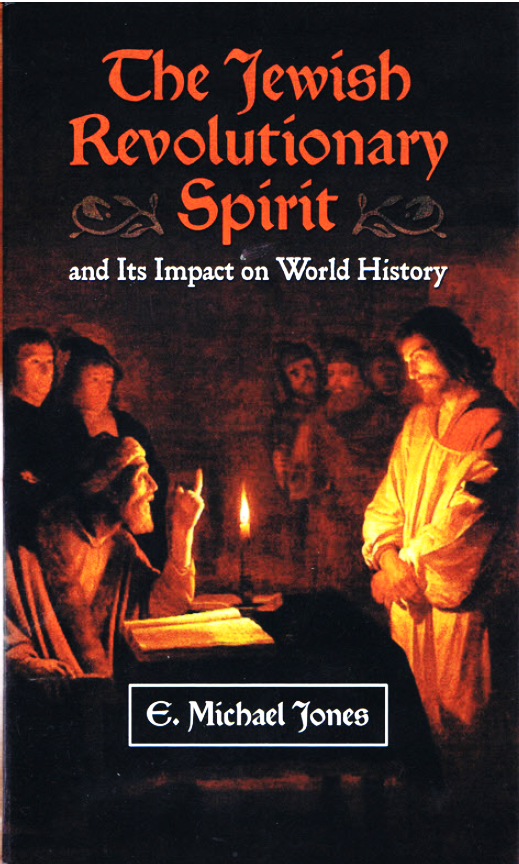 The Jewish
Revolutionary
Spirit
and Its Impact on World History
E. Michael Jones